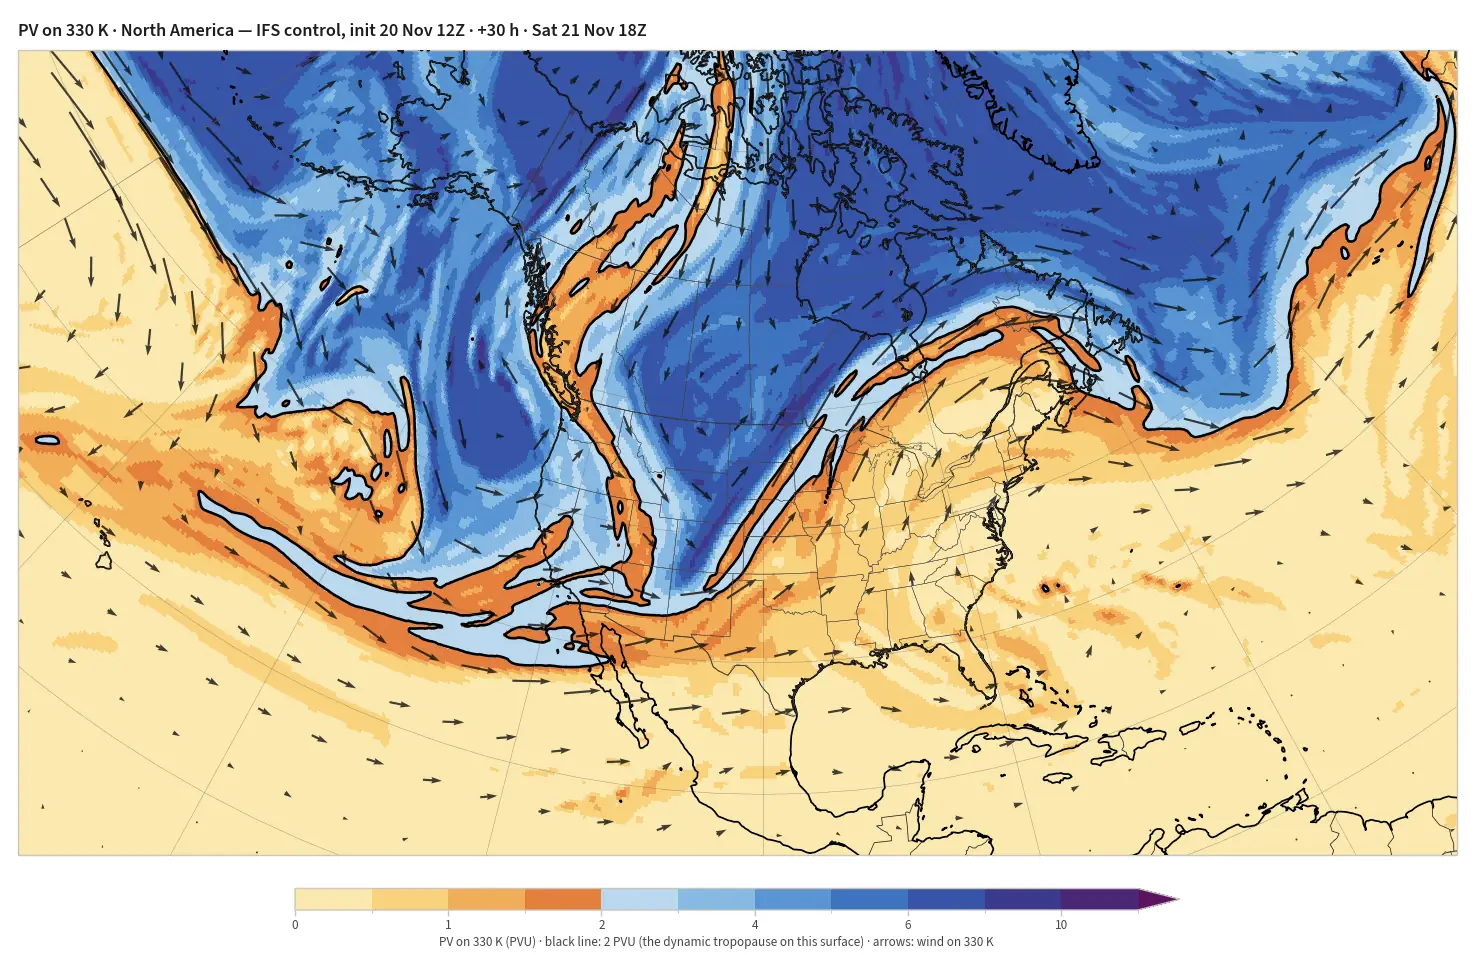 PV on 330 K · North America — IFS control, init 20 Nov 12Z · +30 h · Sat 21 Nov 18Z
0 1 2 4 6 10
PV on 330 K (PVU) · black line: 2 PVU (the dynamic tropopause on this surface) · arrows: wind on 330 K